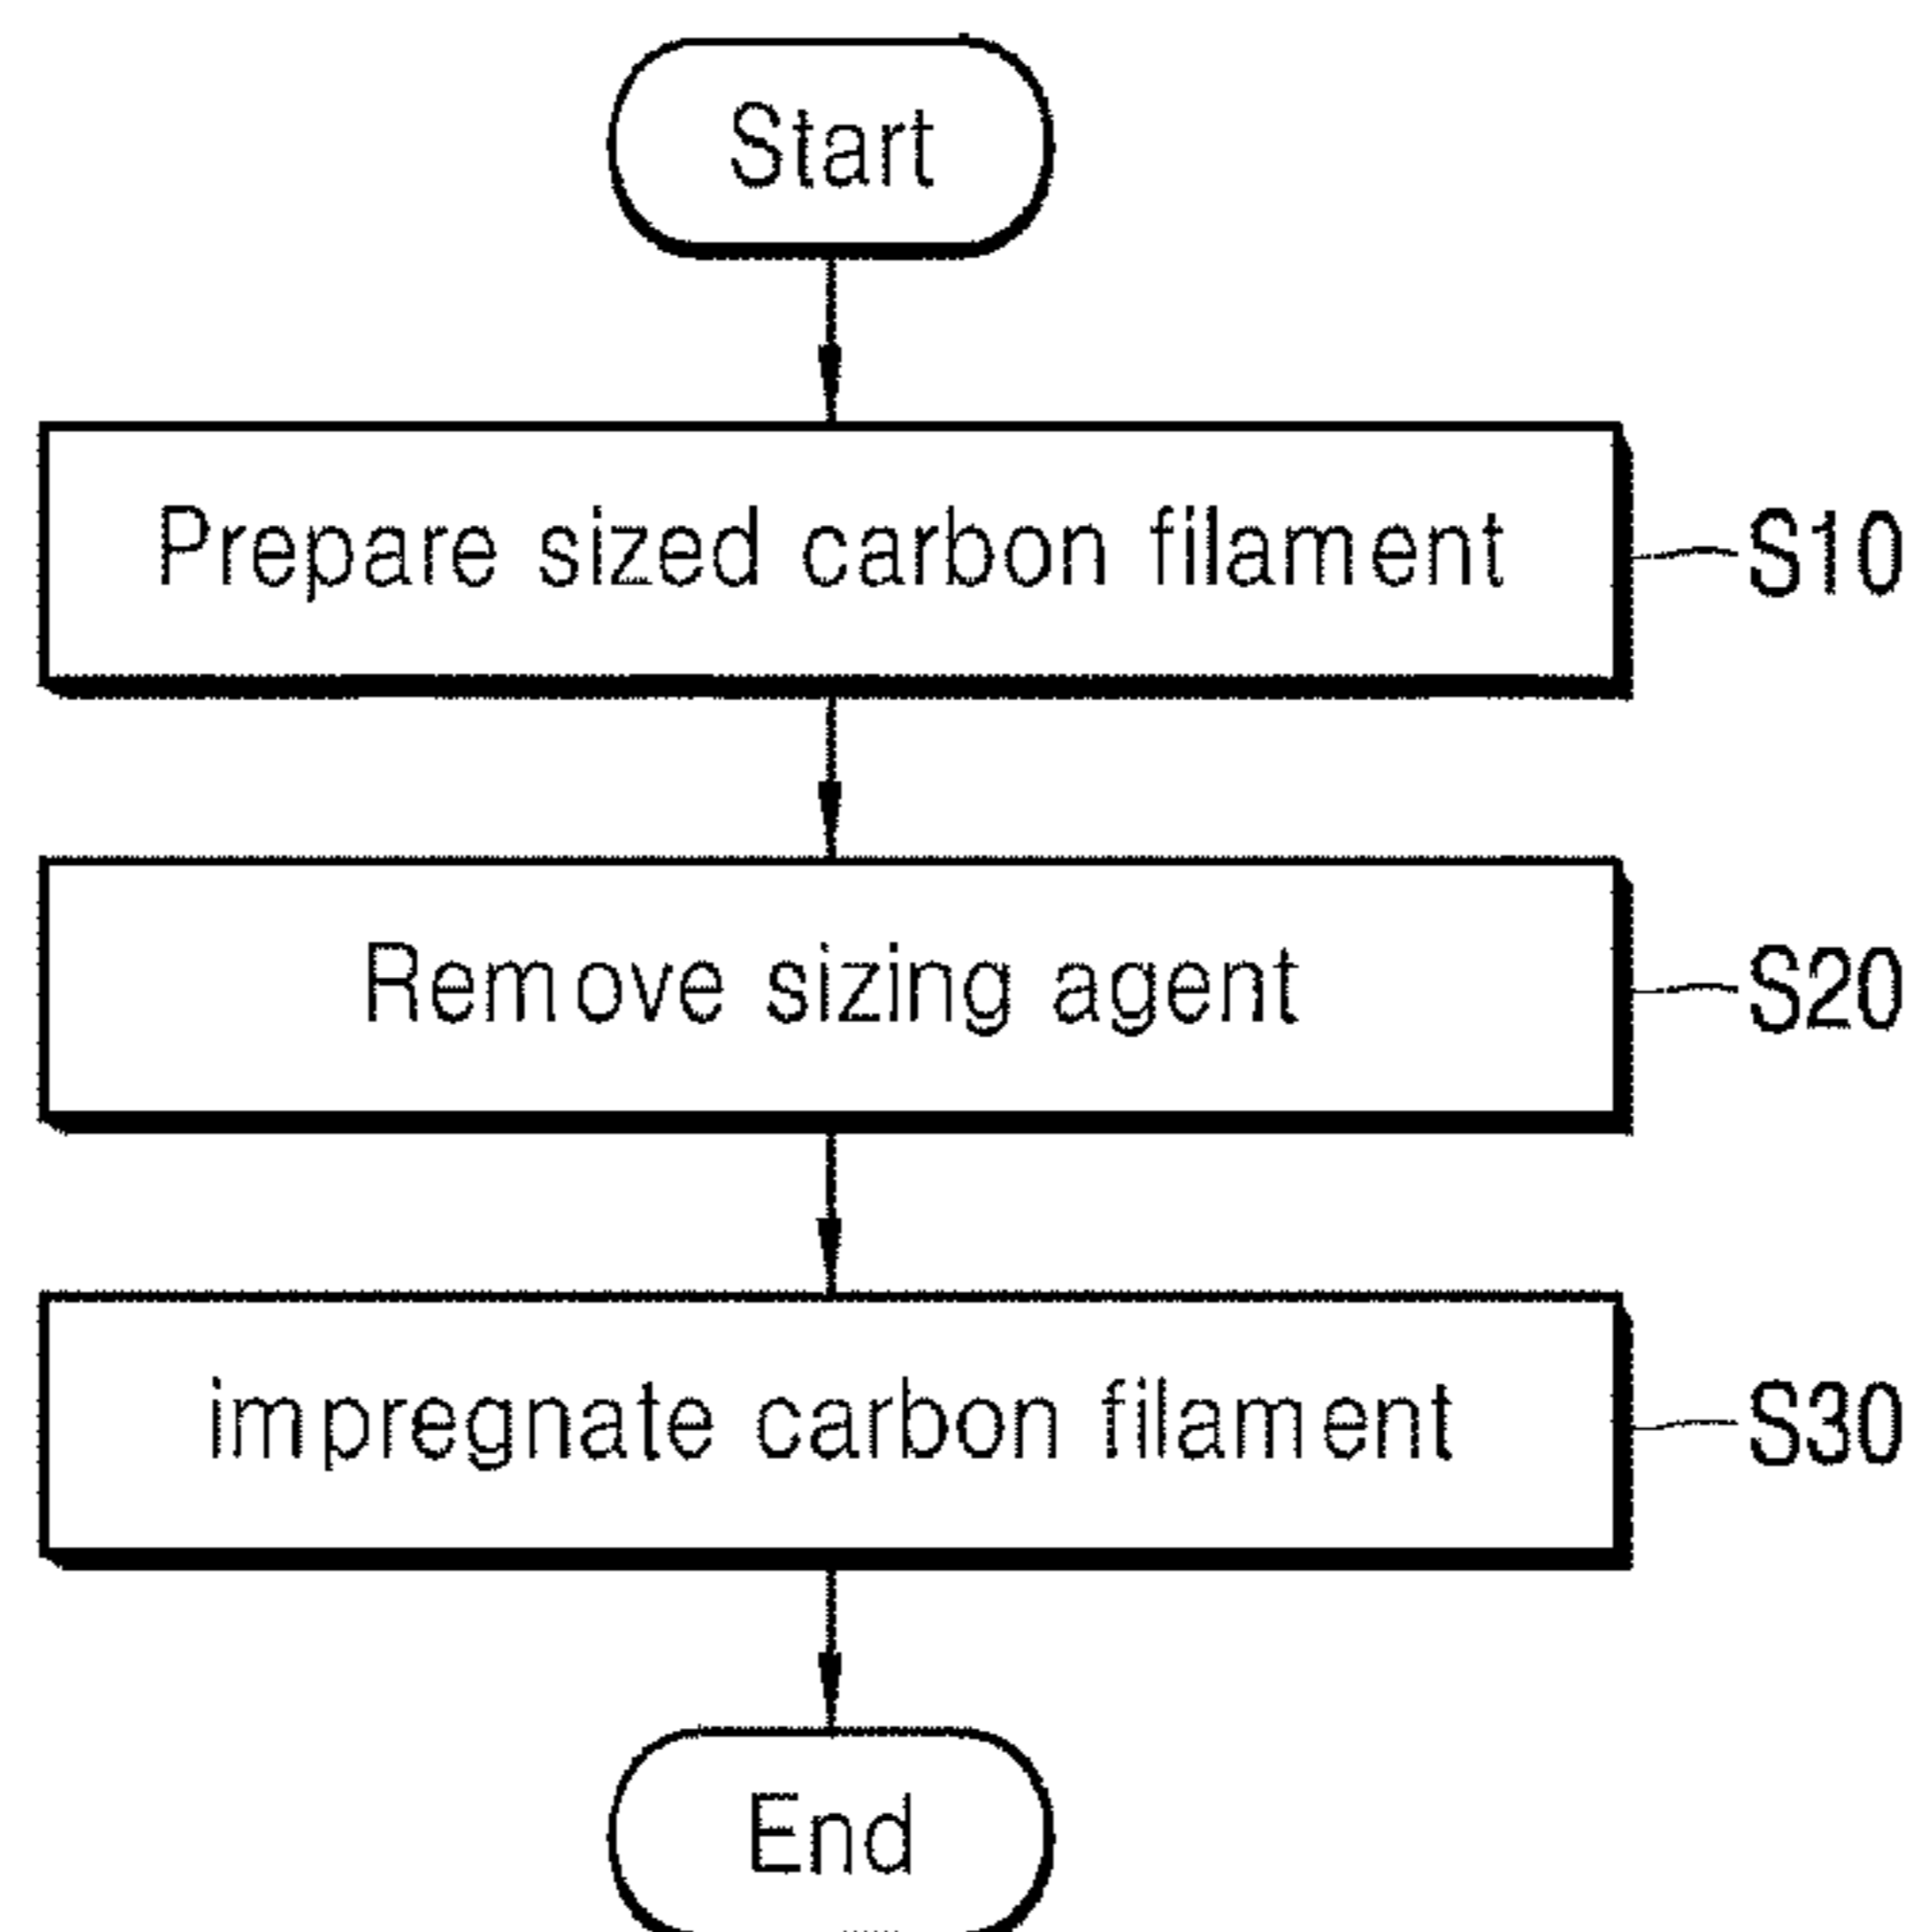 Start
Prepare sized carbon filament
S10
Remove sizing agent
S20
impregnate carbon filament
S30
End